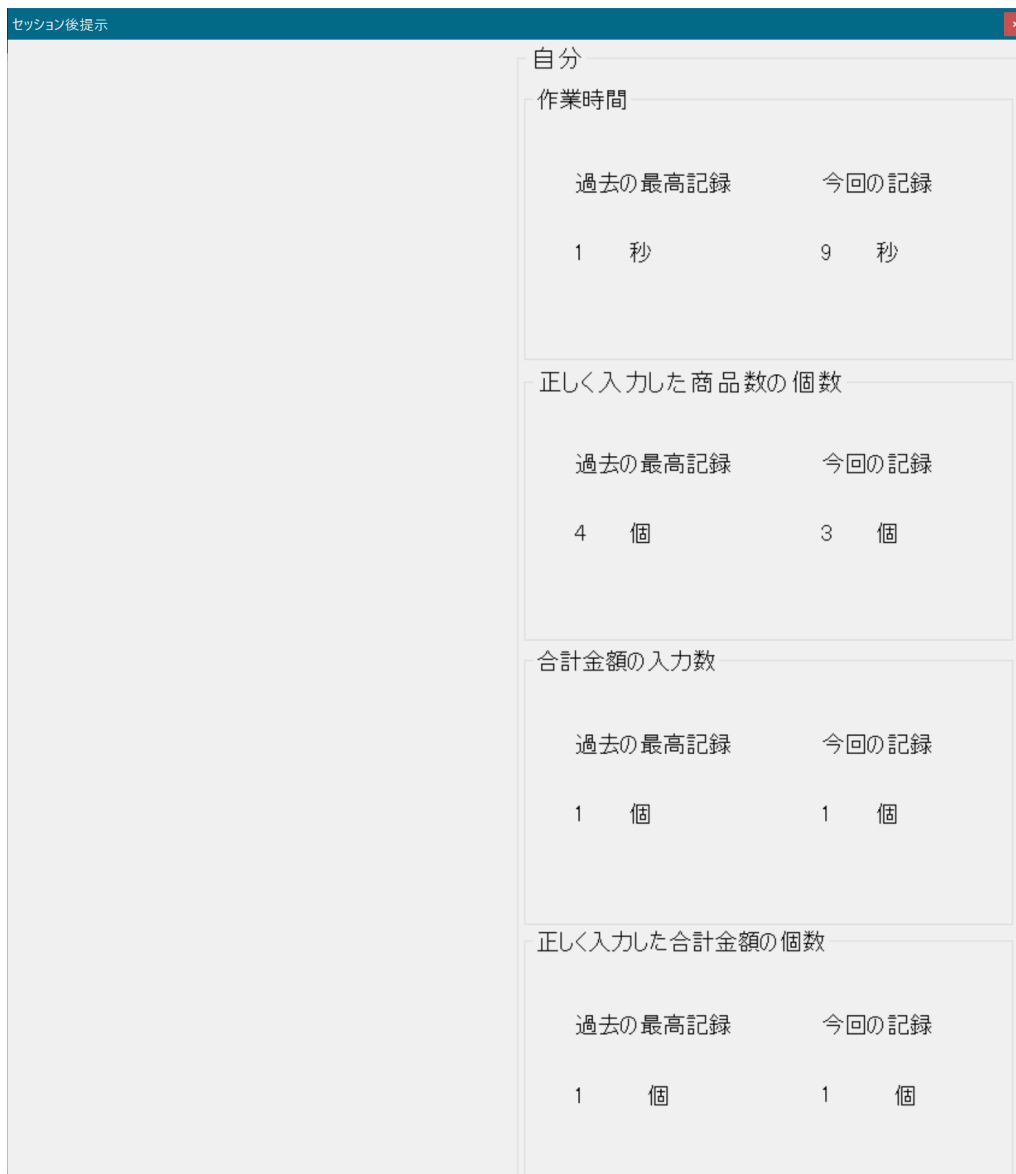 セッション後提示
自分
作業時間
過去の最高記録 今回の記録
1 秒 9 秒
正しく入力した商品数の個数
過去の最高記録 今回の記録
4 個 3 個
合計金額の入力数
過去の最高記録 今回の記録
1 個 1 個
正しく入力した合計金額の個数
過去の最高記録 今回の記録
1 個 1 個